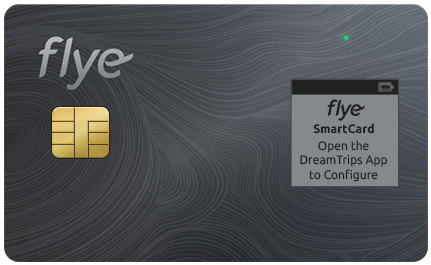 flye
flye
SmartCard
Open the
DreamTrips App
to Configure